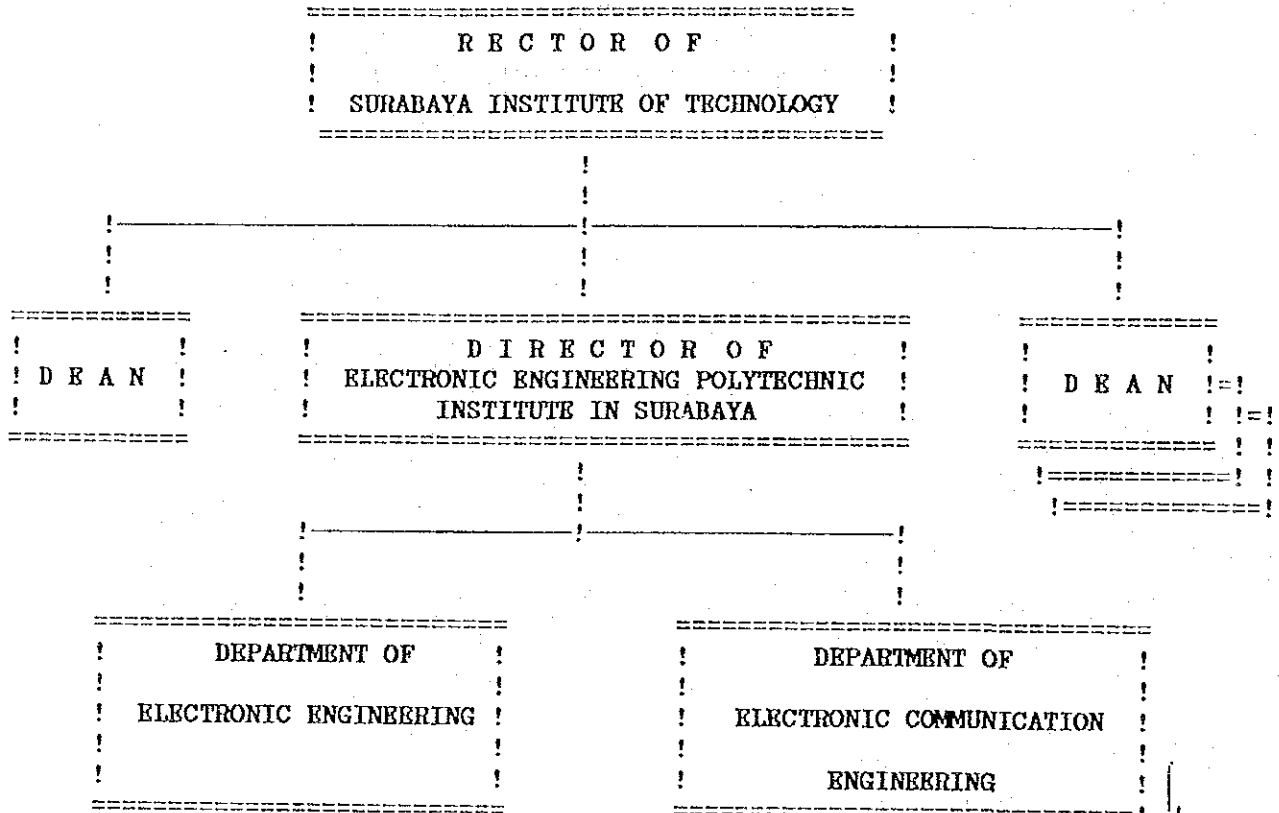 R E C T O R O F
SURABAYA INSTITUTE OF TECHNOLOGY
D E A N
D I R E C T O R O F
ELECTRONIC ENGINEERING POLYTECHNIC
INSTITUTE IN SURABAYA
D E A N
DEPARTMENT OF
ELECTRONIC ENGINEERING
DEPARTMENT OF
ELECTRONIC COMMUNICATION
ENGINEERING